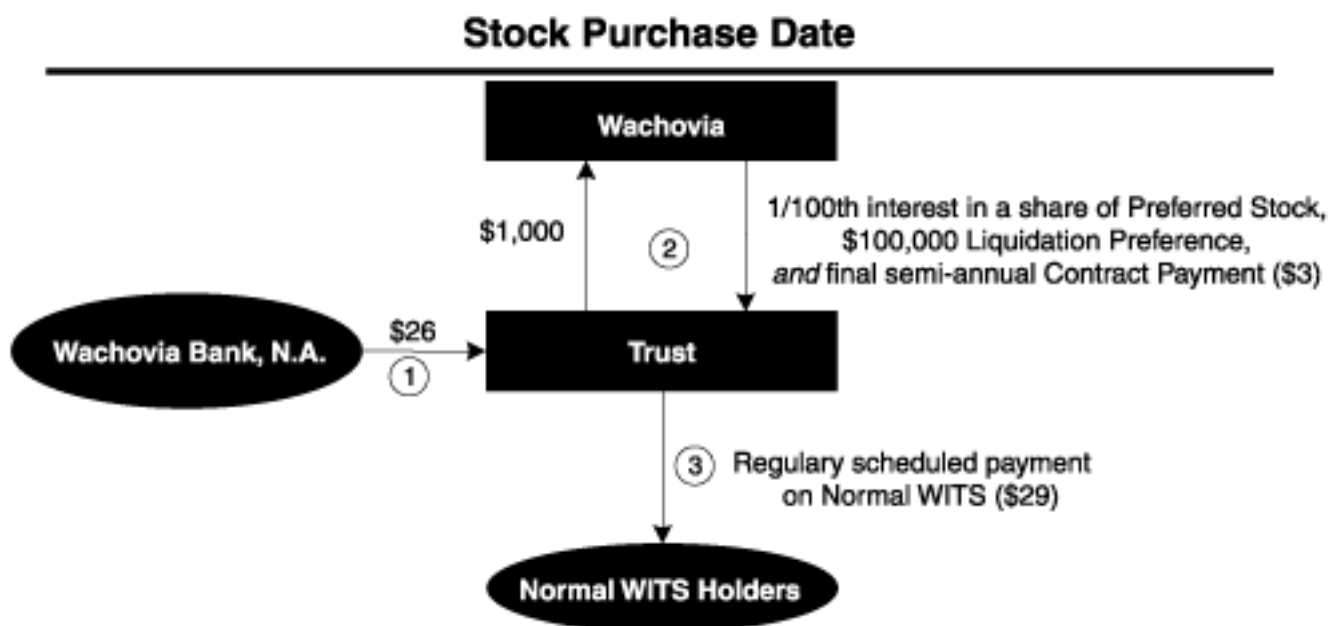 Stock Purchase Date
Wachovia
$1,000
2
1/100th interest in a share of Preferred Stock,
$100,000 Liquidation Preference,
and final semi-annual Contract Payment ($3)
Wachovia Bank, N.A.
$26
1
Trust
3
Regulary scheduled payment
on Normal WITS ($29)
Normal WITS Holders